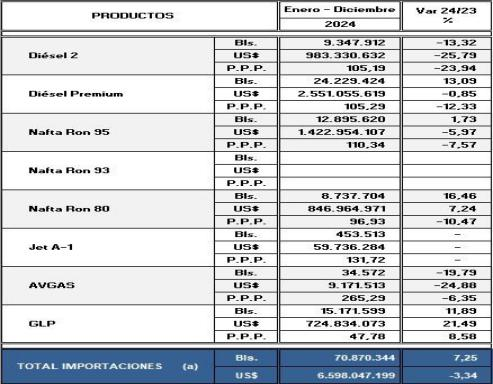 PRODUCTOS Enero - Diciembre Var 24/23
2024 %
Bls. 9.347.912 -13,32
Diésel 2 US$ 983.330.632 -25,79
P.P.P. 105,19 -23,94
Bls. 24.229.424 13,09
Diésel Premium US$ 2.551.055.619 -0,85
P.P.P. 105,29 -12,33
Bls. 12.895.620 1,73
Nafta Ron 95 US$ 1.422.954.107 -5,97
P.P.P. 110,34 -7,57
Bls.
Nafta Ron 93 US$
P.P.P.
Bls. 8.737.704 16,46
Nafta Ron 80 US$ 846.964.971 7,24
P.P.P. 96,93 -10,47
Bls. 453.513 -
Jet A-1 US$ 59.736.284 -
P.P.P. 131,72 -
Bls. 34.572 -19,79
AVGAS US$ 9.171.513 -24,88
P.P.P. 265,29 -6,35
Bls. 15.171.599 11,89
GLP US$ 724.834.073 21,49
P.P.P. 47,78 8,58
TOTAL IMPORTACIONES (a) Bls. 70.870.344 7,25
US$ 6.598.047.199 -3,34